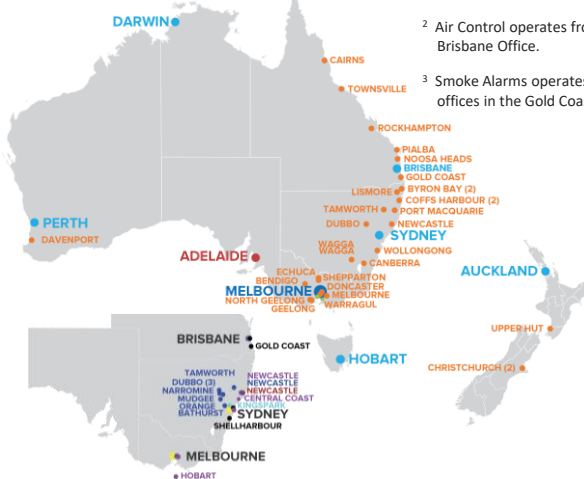 DARWIN
² Air Control operates fro
Brisbane Office.
³ Smoke Alarms operates
offices in the Gold Coa
CAIRNS
TOWNSVILLE
ROCKHAMPTON
PIALBA
NOOSA HEADS
BRISBANE
GOLD COAST
BYRON BAY (2)
LISMORE
COFFS HARBOUR (2)
TAMWORTH
PORT MACQUARIE
DUBBO
NEWCASTLE
SYDNEY
PERTH
DAVENPORT
WAGGA
WAGGA
WOLLONGONG
CANBERRA
ADELAIDE
ECHUCA
SHEPPARTON
BENDIGO
DONCASTER
MELBOURNE
MELBOURNE
NORTH GEELONG
WARRAGUL
GEELONG
AUCKLAND
UPPER HUT
CHRISTCHURCH (2)
HOBART
BRISBANE
GOLD COAST
TAMWORTH
NEWCASTLE
DUBBO (3)
NEWCASTLE
NARROMINE
NEWCASTLE
MUDGEE
CENTRAL COAST
ORANGE
KINGSPARK
BATHURST
SYDNEY
SHELLHARBOUR
MELBOURNE
HOBART